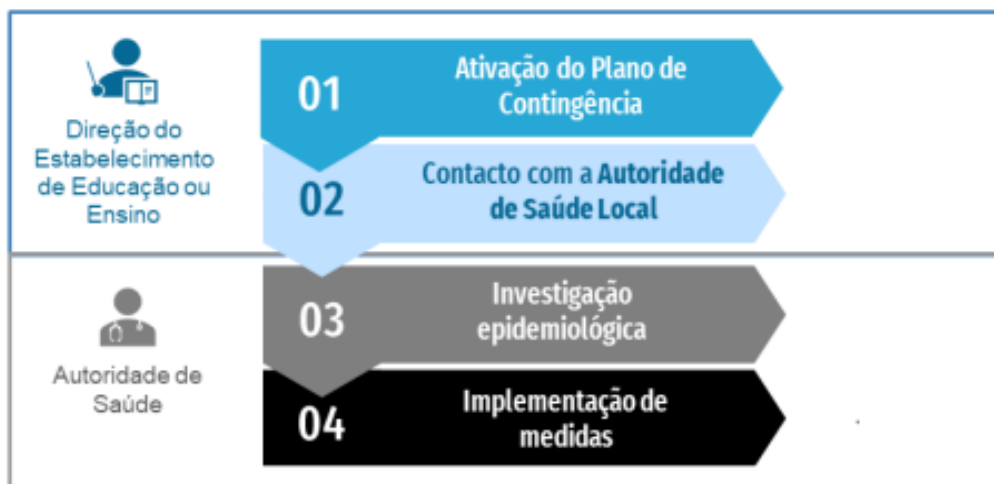 Direção do
Estabelecimento
de Educação ou
Ensino
01
Ativação do Plano de
Contingência
02
Contacto com a Autoridade
de Saúde Local
Autoridade de
Saúde
03
Investigação
epidemiológica
04
Implementação de
medidas